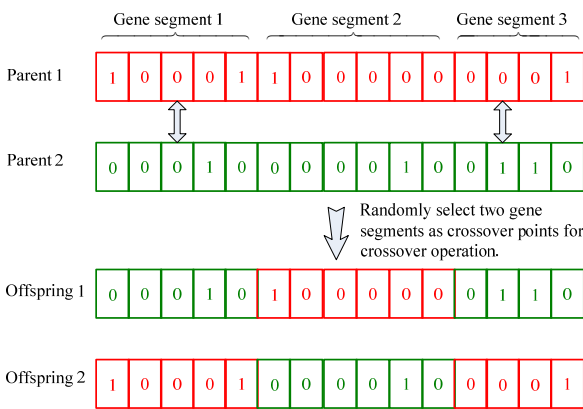 Gene segment 1 Gene segment 2 Gene segment 3
Parent 1 1 0 0 0 1 1 0 0 0 0 0 0 0 0 1
Parent 2 0 0 0 1 0 0 0 0 0 1 0 0 1 1 0
Randomly select two gene
segments as crossover points for
crossover operation.
Offspring 1 0 0 0 1 0 1 0 0 0 0 0 0 1 1 0
Offspring 2 1 0 0 0 1 0 0 0 0 1 0 0 0 0 1